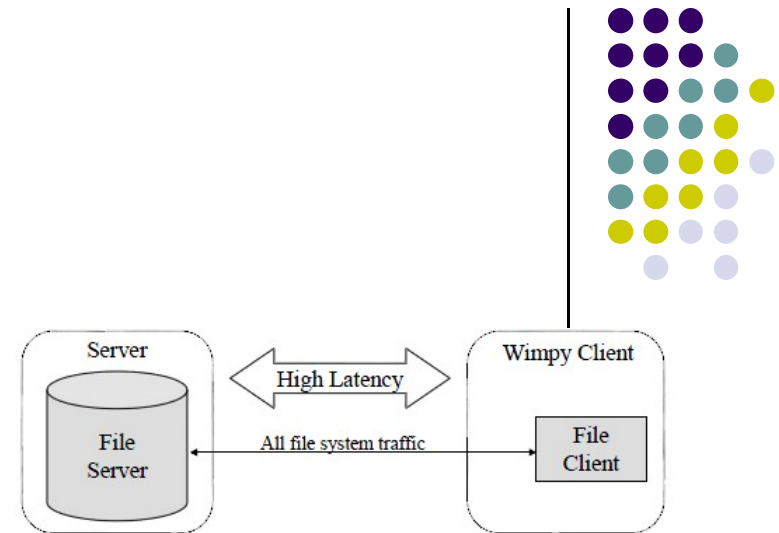 Server
File
Server
High Latency
All file system traffic
Wimpy Client
File
Client